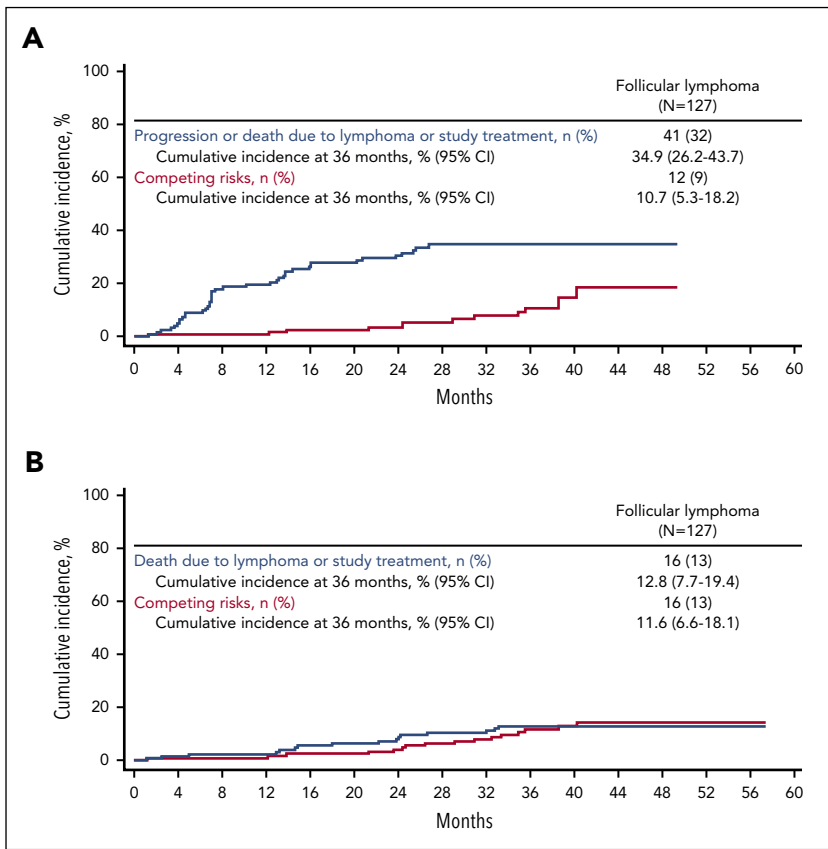 A
Cumulative incidence, %
100
80
60
40
20
0
Follicular lymphoma
(N=127)
Progression or death due to lymphoma or study treatment, n (%) 41 (32)
Cumulative incidence at 36 months, % (95% CI) 34.9 (26.2-43.7)
Competing risks, n (%) 12 (9)
Cumulative incidence at 36 months, % (95% CI) 10.7 (5.3-18.2)
0 4 8 12 16 20 24 28 32 36 40 44 48 52 56 60
Months
B
Cumulative incidence, %
100
80
60
40
20
0
Follicular lymphoma
(N=127)
Death due to lymphoma or study treatment, n (%) 16 (13)
Cumulative incidence at 36 months, % (95% CI) 12.8 (7.7-19.4)
Competing risks, n (%) 16 (13)
Cumulative incidence at 36 months, % (95% CI) 11.6 (6.6-18.1)
0 4 8 12 16 20 24 28 32 36 40 44 48 52 56 60
Months